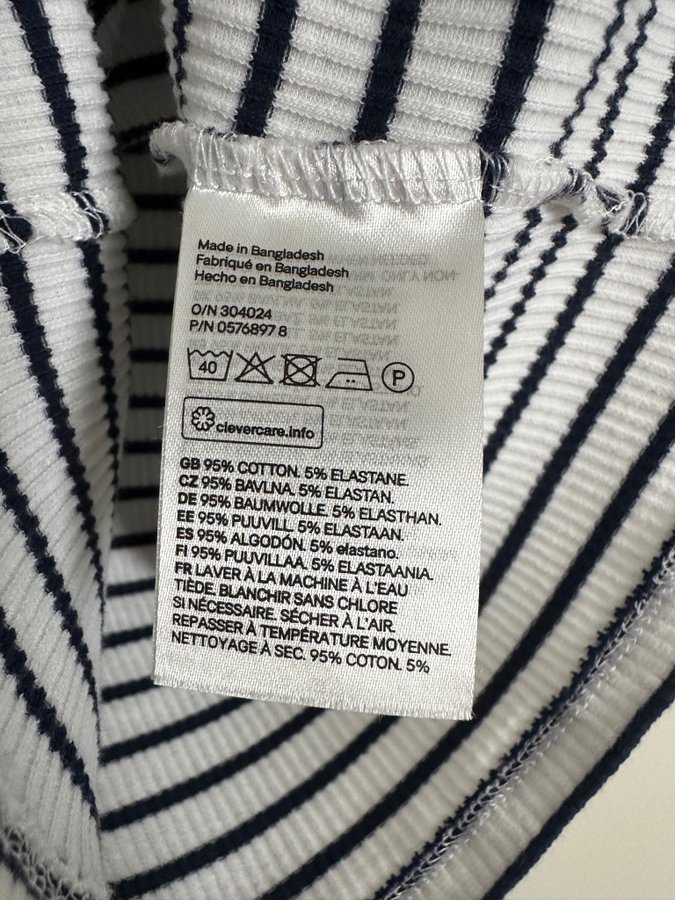 Made in Bangladesh
Fabriqué en Bangladesh
Hecho en Bangladesh
O/N 304024
P/N 0576897 8
40 P
clevercare.info
GB 95% COTTON. 5% ELASTANE.
CZ 95% BAVLNA. 5% ELASTAN.
DE 95% BAUMWOLLE. 5% ELASTHAN.
EE 95% PUUVILL. 5% ELASTAAN.
ES 95% ALGODÓN. 5% elastano.
FI 95% PUUVILLAA. 5% ELASTAANIA.
FR LAVER À LA MACHINE À L'EAU
TIÈDE. BLANCHIR SANS CHLORE
SI NÉCESSAIRE. SÉCHER À L'AIR.
REPASSER À TEMPÉRATURE MOYENNE.
NETTOYAGE À SEC. 95% COTON. 5%